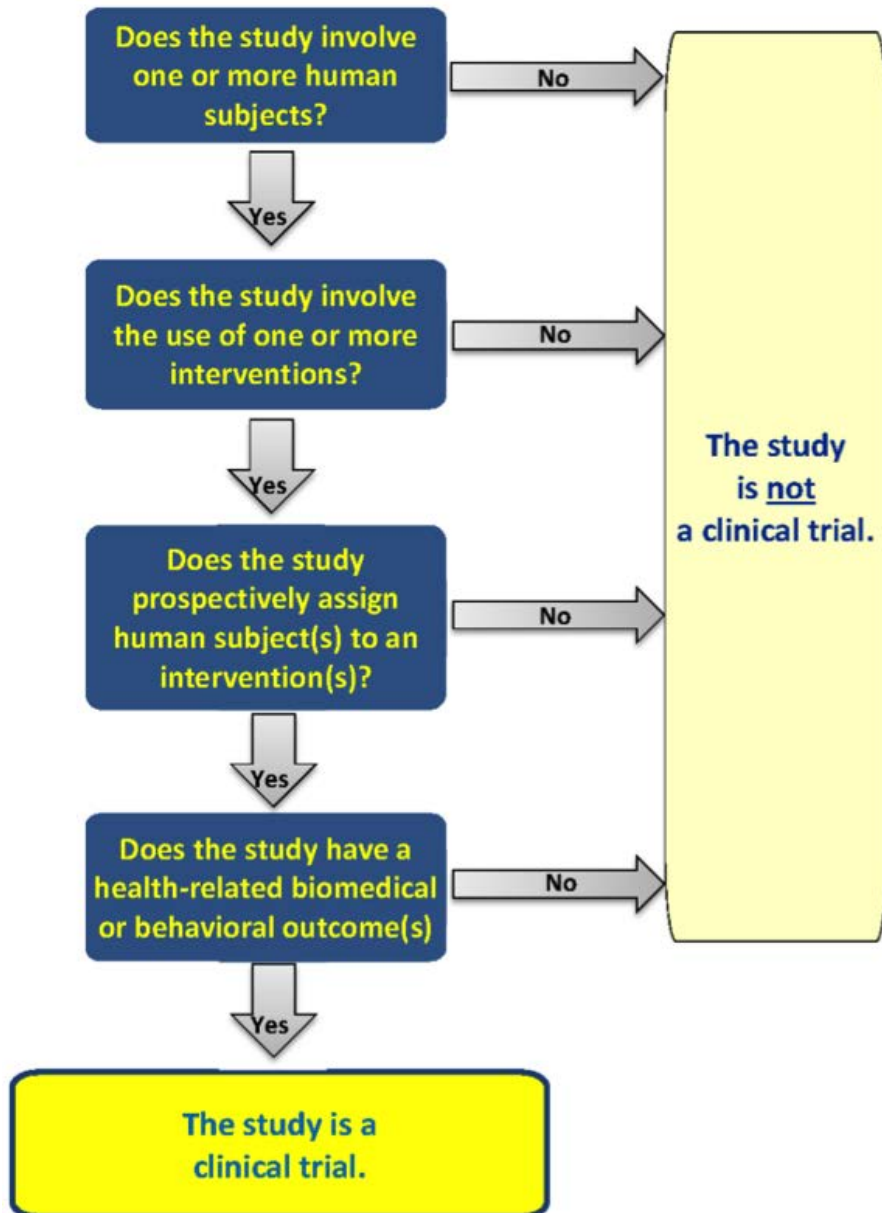 Does the study involve
one or more human
subjects?
No
Yes
Does the study involve
the use of one or more
interventions?
No
Yes
Does the study
prospectively assign
human subject(s) to an
intervention(s)?
No
Yes
Does the study have a
health-related biomedical
or behavioral outcome(s)
No
Yes
The study is a
clinical trial.
The study
is not
a clinical trial.